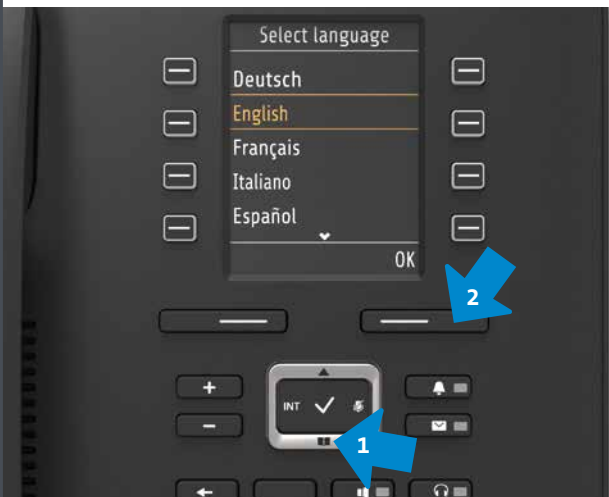 Select language
Deutsch
English
Français
Italiano
Español
OK
2
+
INT
−
1